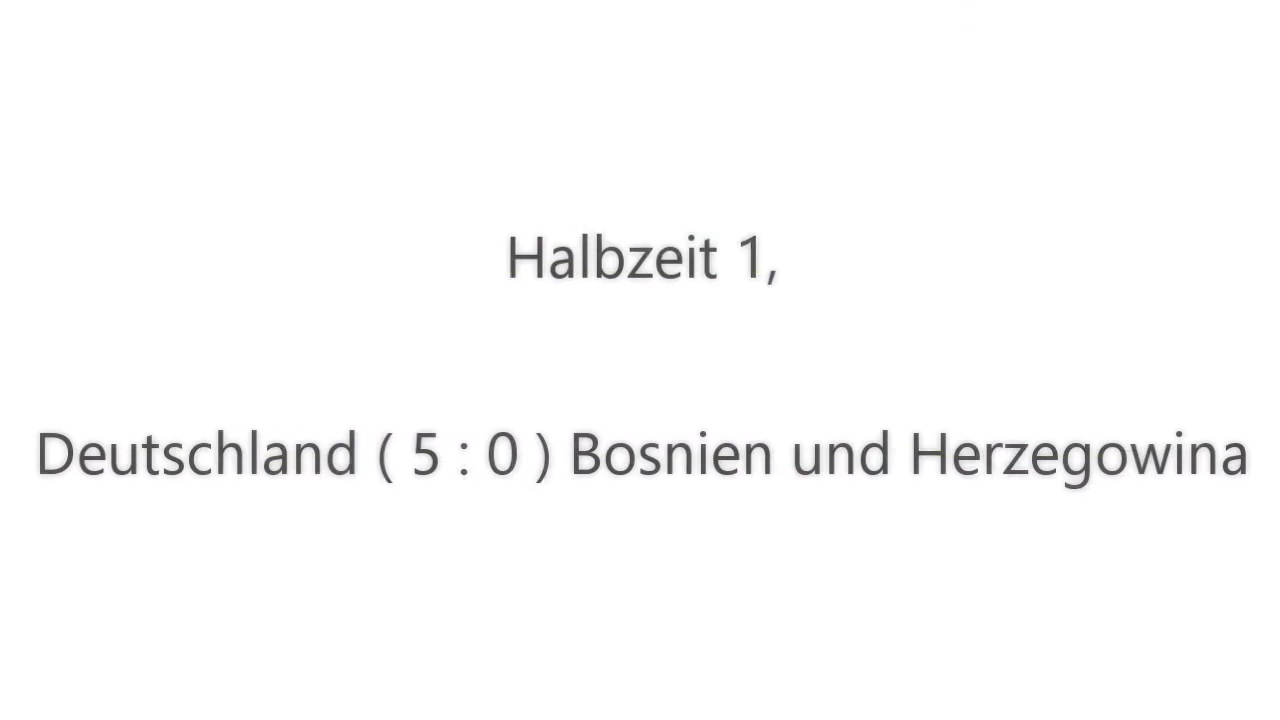 Halbzeit 1,
Deutschland ( 5 : 0 ) Bosnien und Herzegowina